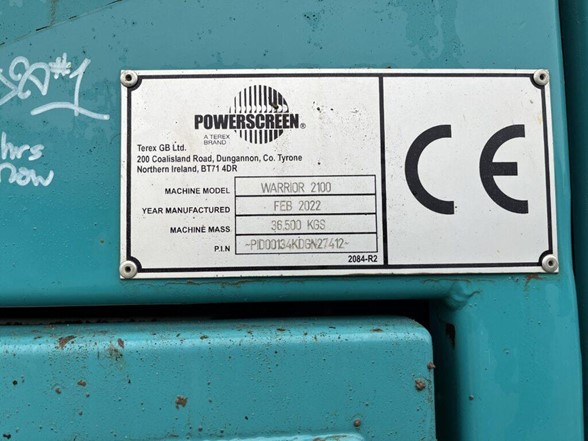 #1
hrs
now
POWERSCREEN®
A TEREX
BRAND
Terex GB Ltd.
200 Coalisland Road, Dungannon, Co. Tyrone
Northern Ireland, BT71 4DR
MACHINE MODEL WARRIOR 2100
YEAR MANUFACTURED FEB 2022
MACHINE MASS 36,500 KGS
P.I.N -PID00134KDGN27412-
2084-R2
CE